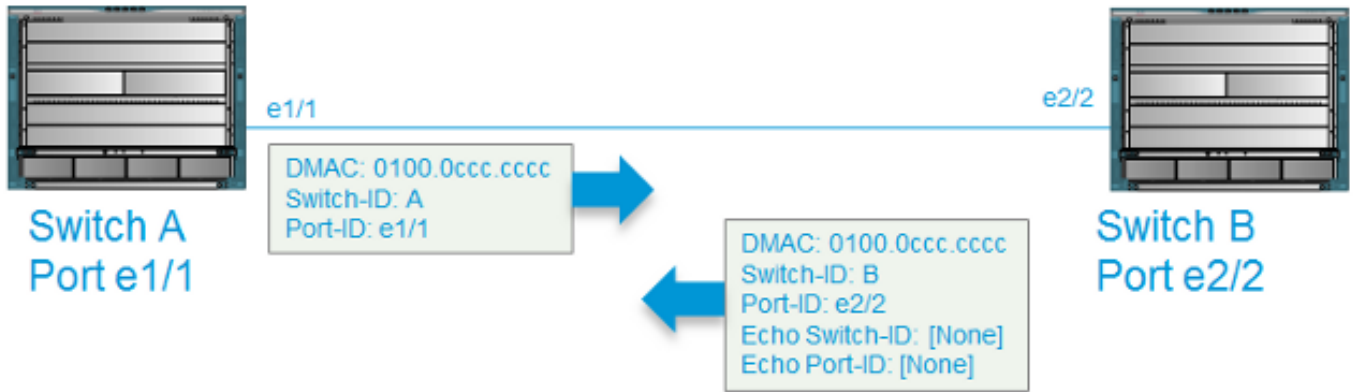 e1/1
e2/2
DMAC: 0100.0ccc.cccc
Switch-ID: A
Port-ID: e1/1
Switch A
Port e1/1
DMAC: 0100.0ccc.cccc
Switch-ID: B
Port-ID: e2/2
Echo Switch-ID: [None]
Echo Port-ID: [None]
Switch B
Port e2/2